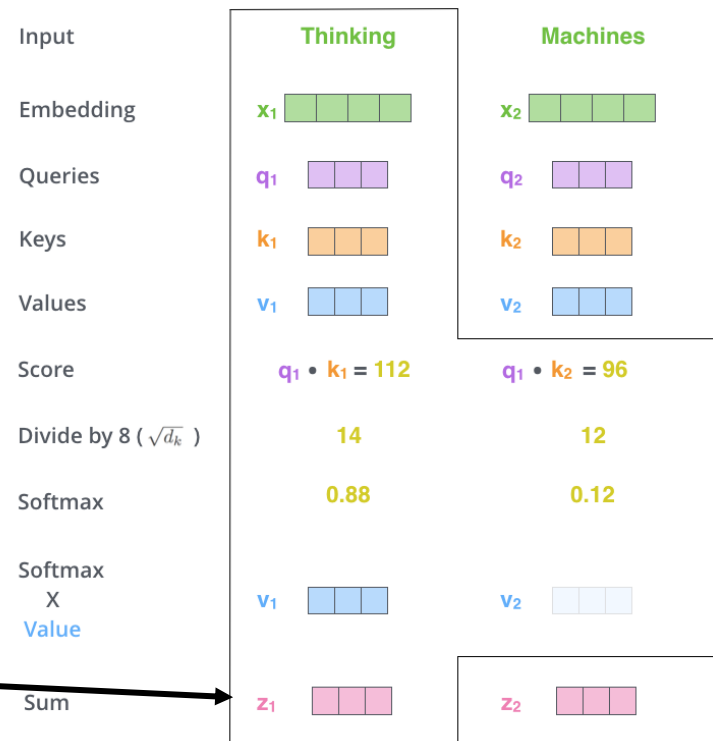 Input Thinking Machines
Embedding x₁ x₂
Queries q₁ q₂
Keys k₁ k₂
Values v₁ v₂
Score q₁ • k₁ = 112 q₁ • k₂ = 96
Divide by 8 ( √dₖ ) 14 12
Softmax 0.88 0.12
Softmax
X v₁ v₂
Value
Sum z₁ z₂